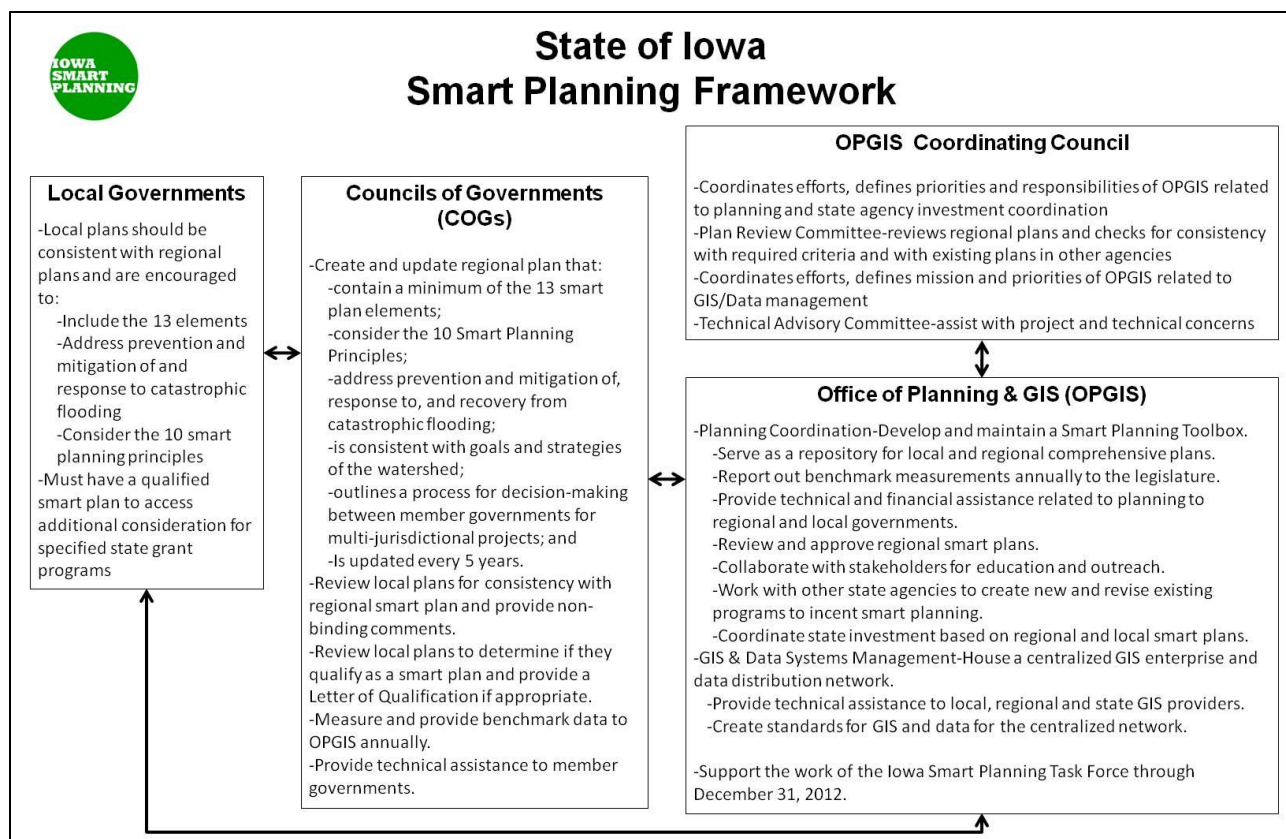 IOWA
SMART
PLANNING
State of Iowa
Smart Planning Framework
Local Governments
-Local plans should be
consistent with regional
plans and are encouraged
to:
-Include the 13 elements
-Address prevention and
mitigation of and
response to catastrophic
flooding
-Consider the 10 smart
planning principles
-Must have a qualified
smart plan to access
additional consideration for
specified state grant
programs
Councils of Governments
(COGs)
-Create and update regional plan that:
-contain a minimum of the 13 smart
plan elements;
-consider the 10 Smart Planning
Principles;
-address prevention and mitigation of,
response to, and recovery from
catastrophic flooding;
-is consistent with goals and strategies
of the watershed;
-outlines a process for decision-making
between member governments for
multi-jurisdictional projects; and
-Is updated every 5 years.
-Review local plans for consistency with
regional smart plan and provide non-
binding comments.
-Review local plans to determine if they
qualify as a smart plan and provide a
Letter of Qualification if appropriate.
-Measure and provide benchmark data to
OPGIS annually.
-Provide technical assistance to member
governments.
OPGIS Coordinating Council
-Coordinates efforts, defines priorities and responsibilities of OPGIS related
to planning and state agency investment coordination
-Plan Review Committee-reviews regional plans and checks for consistency
with required criteria and with existing plans in other agencies
-Coordinates efforts, defines mission and priorities of OPGIS related to
GIS/Data management
-Technical Advisory Committee-assist with project and technical concerns
Office of Planning & GIS (OPGIS)
-Planning Coordination-Develop and maintain a Smart Planning Toolbox.
-Serve as a repository for local and regional comprehensive plans.
-Report out benchmark measurements annually to the legislature.
-Provide technical and financial assistance related to planning to
regional and local governments.
-Review and approve regional smart plans.
-Collaborate with stakeholders for education and outreach.
-Work with other state agencies to create new and revise existing
programs to incent smart planning.
-Coordinate state investment based on regional and local smart plans.
-GIS & Data Systems Management-House a centralized GIS enterprise and
data distribution network.
-Provide technical assistance to local, regional and state GIS providers.
-Create standards for GIS and data for the centralized network.
-Support the work of the Iowa Smart Planning Task Force through
December 31, 2012.